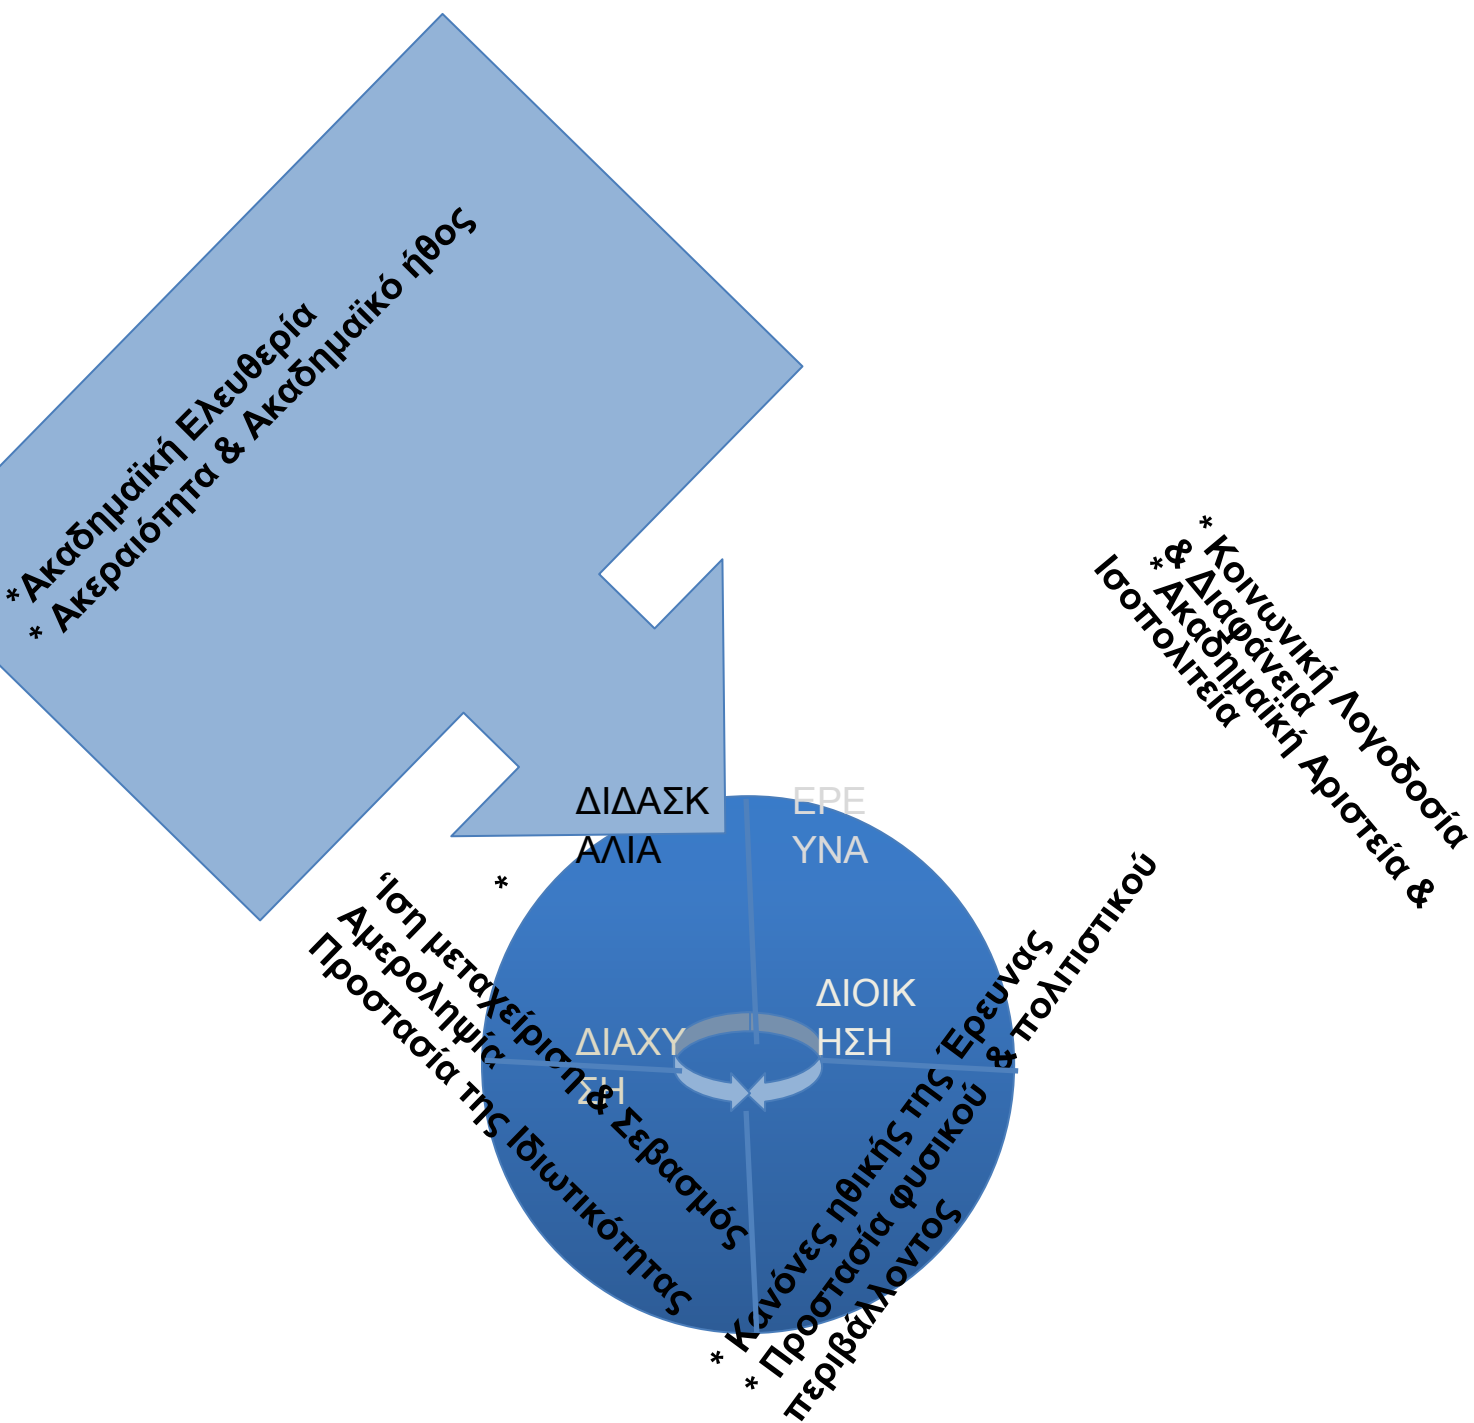 *Ακαδημαϊκή Ελευθερία
* Ακεραιότητα & Ακαδημαϊκό ήθος
* Κοινωνική Λογοδοσία
& Διαφάνεια
* Ακαδημαϊκή Αριστεία &
Ισοπολιτεία
ΔΙΔΑΣΚ
ΑΛΙΑ
ΕΡΕ
ΥΝΑ
ΔΙΟΙΚ
ΗΣΗ
ΔΙΑΧΥ
ΣΗ
*
Ίση μεταχείριση & Σεβασμός
Αμεροληψία
Προστασία της Ιδιωτικότητας
* Κανόνες ηθικής της Έρευνας
* Προστασία φυσικού & πολιτιστικού
περιβάλλοντος